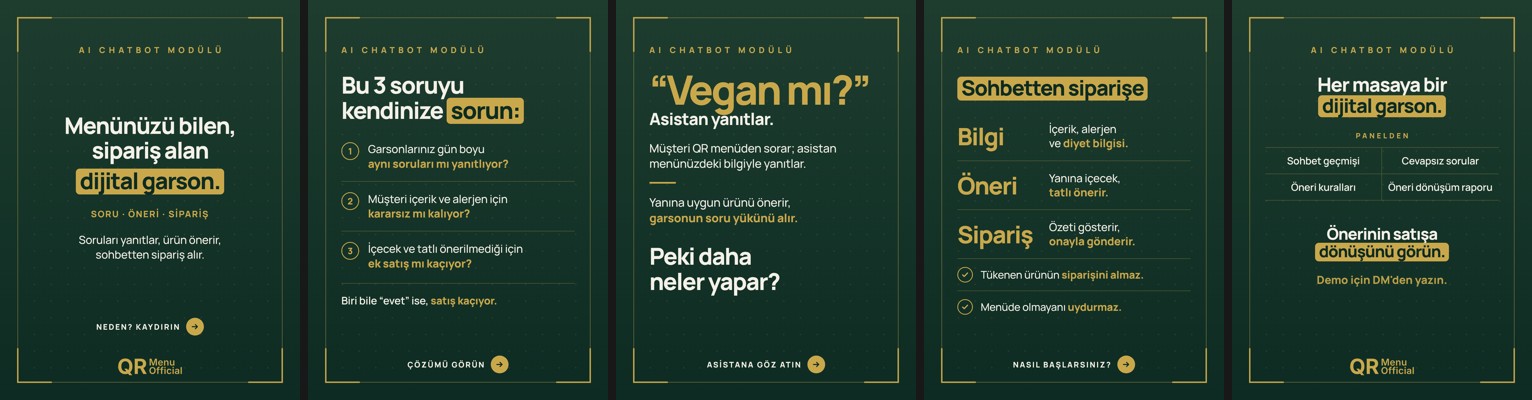 AI CHATBOT MODÜLÜ
Menünüzü bilen,
sipariş alan
dijital garson.
SORU · ÖNERİ · SİPARİŞ
Soruları yanıtlar, ürün önerir,
sohbetten sipariş alır.
NEDEN? KAYDIRIN
QR Menu
Official
AI CHATBOT MODÜLÜ
Bu 3 soruyu
kendinize sorun:
1 Garsonlarınız gün boyu
aynı soruları mı yanıtlıyor?
2 Müşteri içerik ve alerjen için
kararsız mı kalıyor?
3 İçecek ve tatlı önerilmediği için
ek satış mı kaçıyor?
Biri bile “evet” ise, satış kaçıyor.
ÇÖZÜMÜ GÖRÜN
AI CHATBOT MODÜLÜ
“Vegan mı?”
Asistan yanıtlar.
Müşteri QR menüden sorar; asistan
menünüzdeki bilgiyle yanıtlar.
Yanına uygun ürünü önerir,
garsonun soru yükünü alır.
Peki daha
neler yapar?
ASİSTANA GÖZ ATIN
AI CHATBOT MODÜLÜ
Sohbetten siparişe
Bilgi
İçerik, alerjen
ve diyet bilgisi.
Öneri
Yanına içecek,
tatlı önerir.
Sipariş
Özeti gösterir,
onayla gönderir.
Tükenen ürünün siparişini almaz.
Menüde olmayanı uydurmaz.
NASIL BAŞLARSINIZ?
AI CHATBOT MODÜLÜ
Her masaya bir
dijital garson.
PANELDEN
Sohbet geçmişi
Cevapsız sorular
Öneri kuralları
Öneri dönüşüm raporu
Önerinin satışa
dönüşünü görün.
Demo için DM'den yazın.
QR Menu
Official